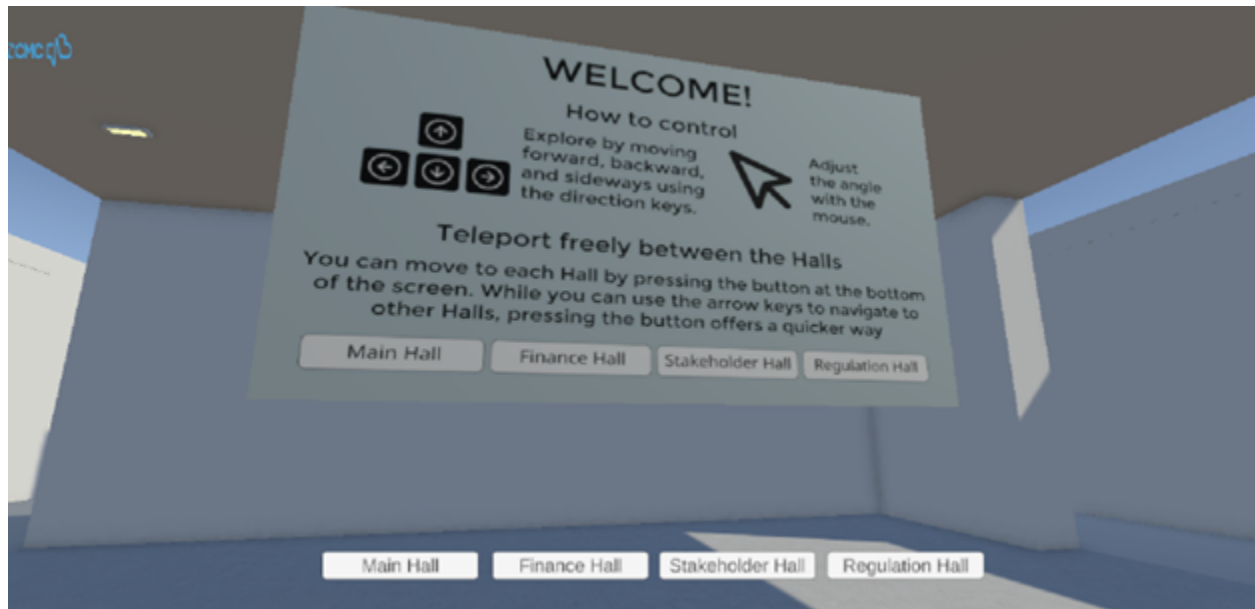 WELCOME!
How to control
Explore by moving
forward, backward,
and sideways using
the direction keys.
Adjust
the angle
with the
mouse.
Teleport freely between the Halls
You can move to each Hall by pressing the button at the bottom
of the screen. While you can use the arrow keys to navigate to
other Halls, pressing the button offers a quicker way
Main Hall Finance Hall Stakeholder Hall Regulation Hall
Main Hall Finance Hall Stakeholder Hall Regulation Hall